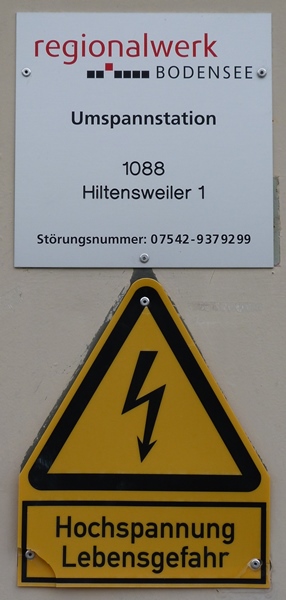 regionalwerk
BODENSEE
Umspannstation
1088
Hiltensweiler 1
Störungsnummer: 07542-9379299
Hochspannung
Lebensgefahr